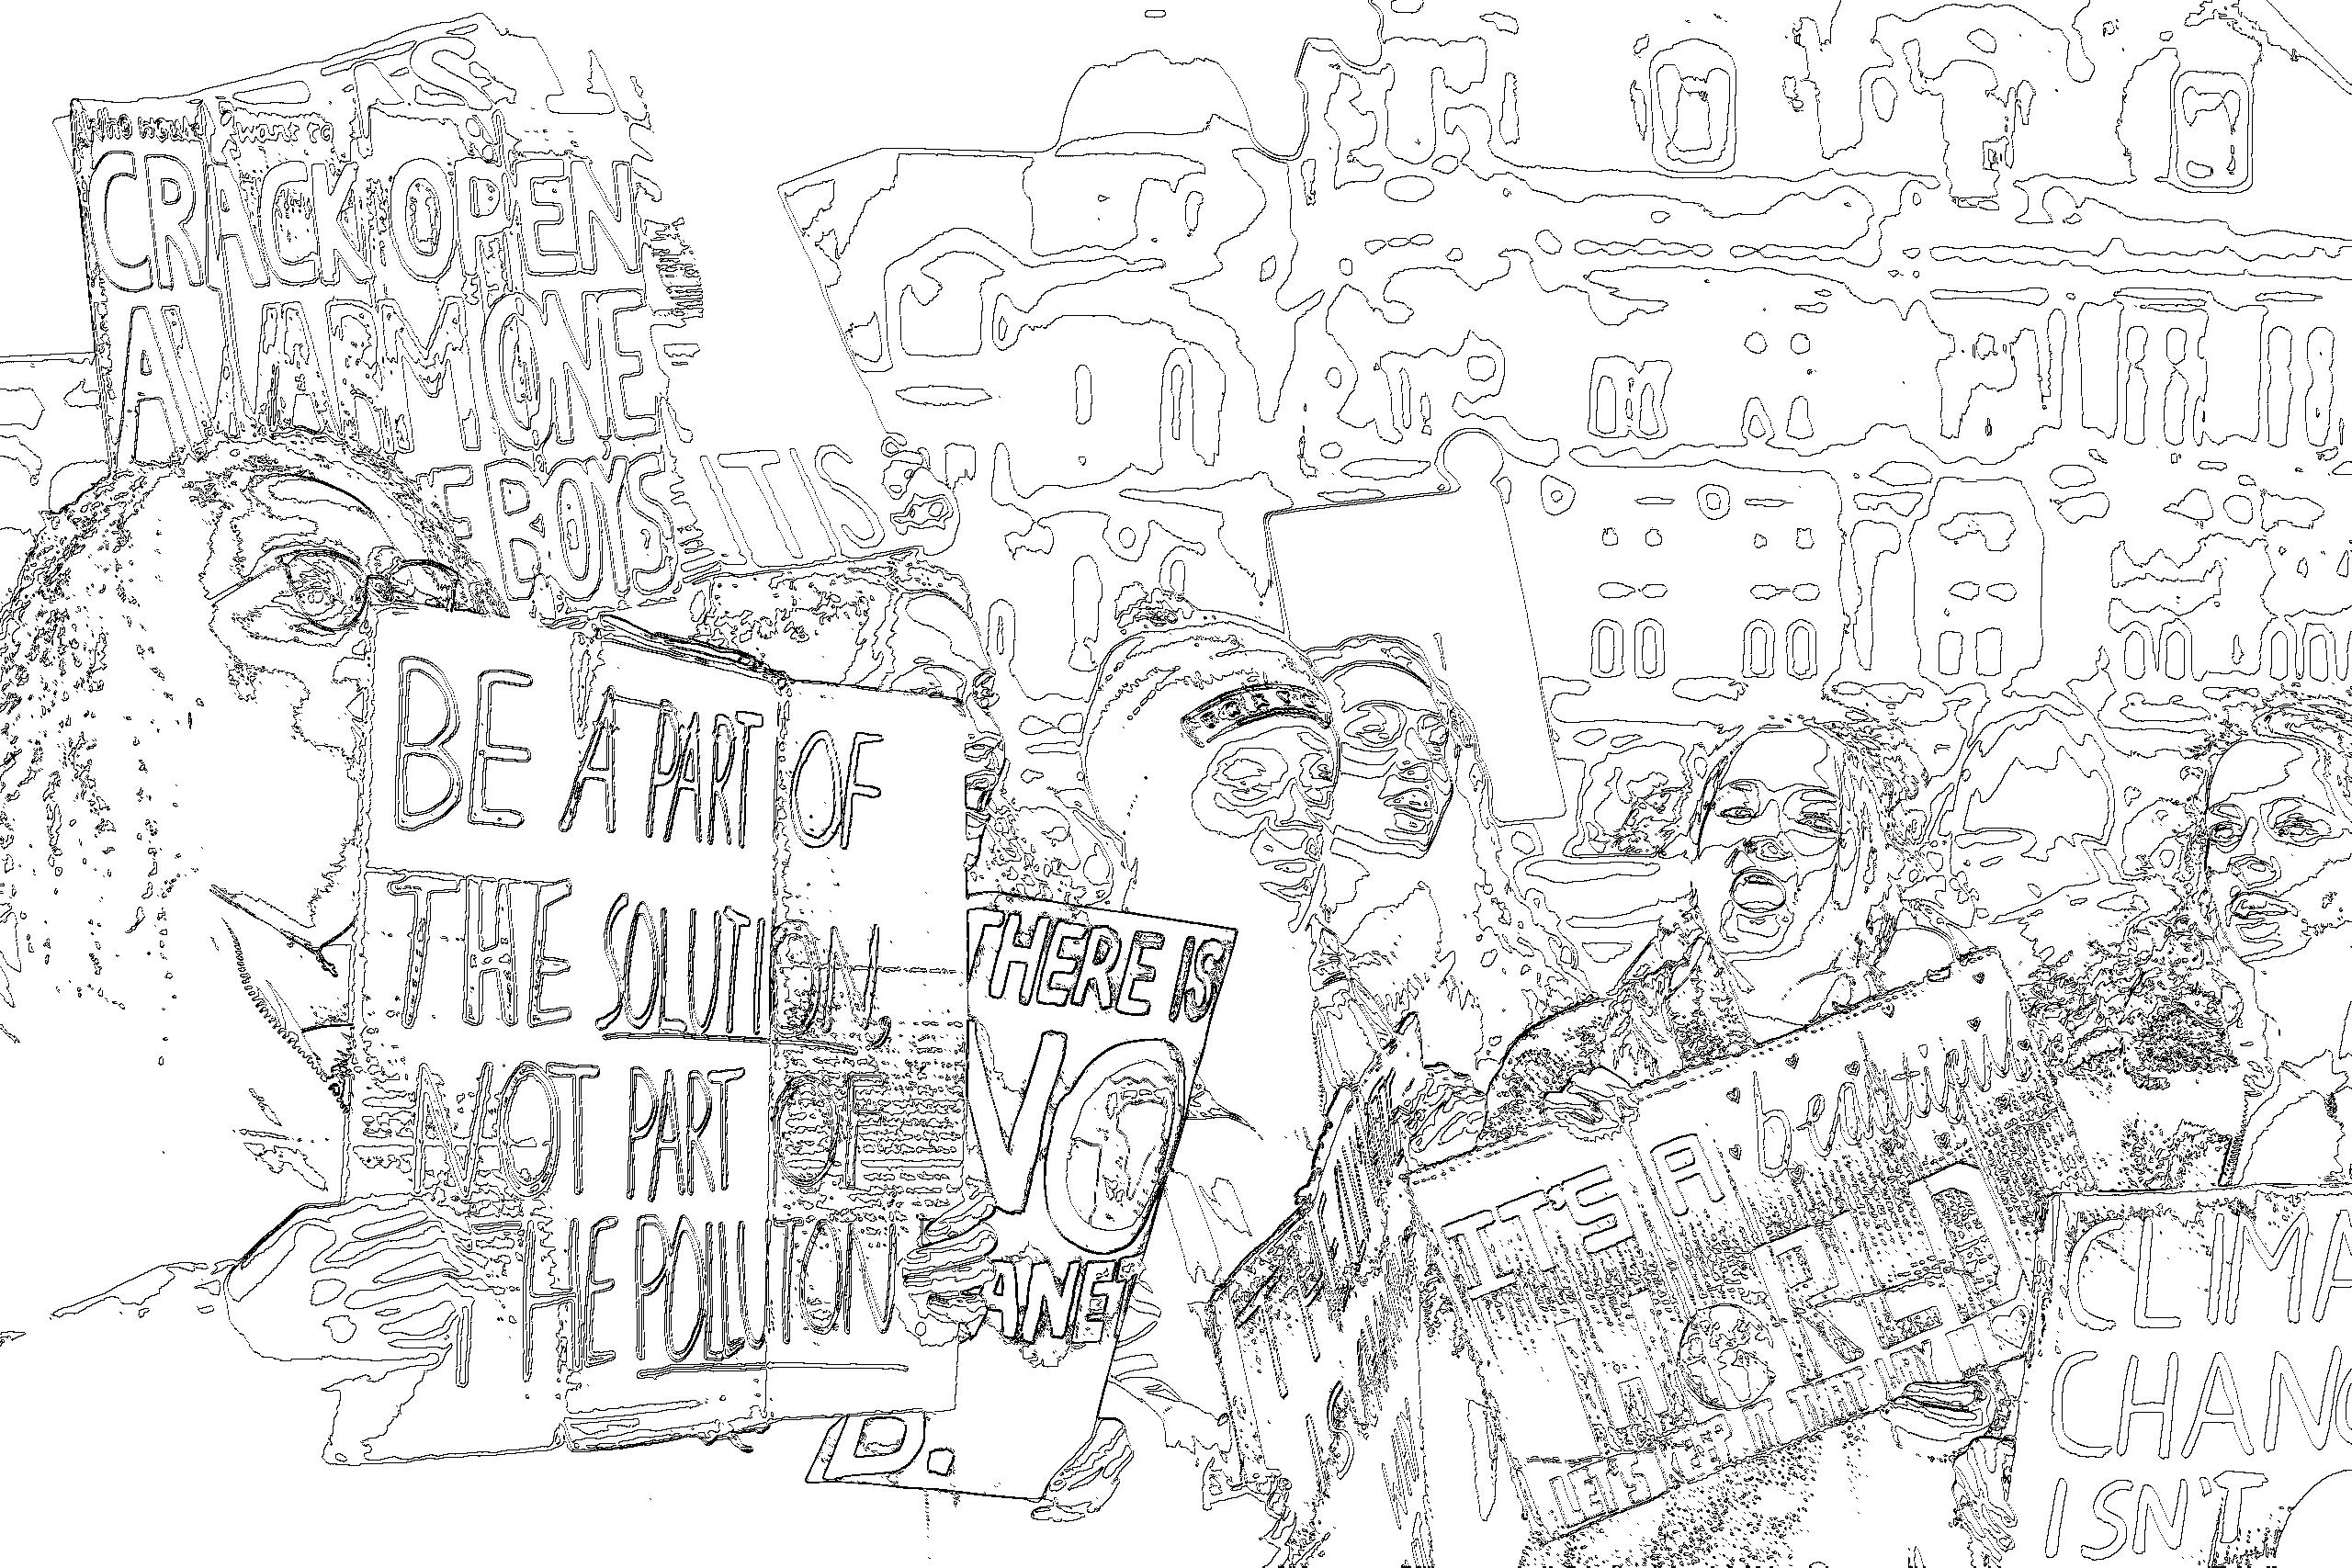 AS I
who would want to
CRACK OPEN
A WARM ONE
E BOYS
IT IS
BE A PART OF
THE SOLUTION,
NOT PART OF
THE POLLUTION
THERE IS
NO
ANET
B.
IT'S A beautiful
WORLD
LET'S KEEP IT THAT WAY!
CLIMA
CHANG
ISN'T